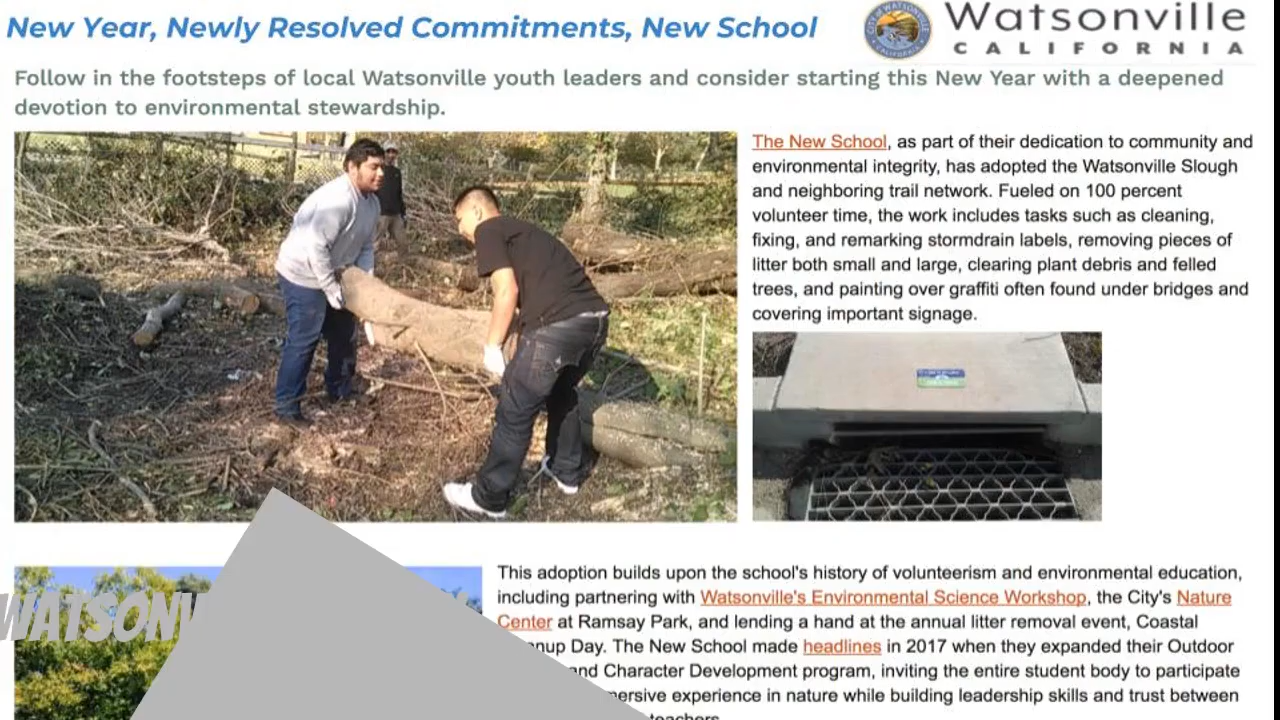 New Year, Newly Resolved Commitments, New School
Watsonville
CALIFORNIA
Follow in the footsteps of local Watsonville youth leaders and consider starting this New Year with a deepened
devotion to environmental stewardship.
The New School, as part of their dedication to community and
environmental integrity, has adopted the Watsonville Slough
and neighboring trail network. Fueled on 100 percent
volunteer time, the work includes tasks such as cleaning,
fixing, and remarking stormdrain labels, removing pieces of
litter both small and large, clearing plant debris and felled
trees, and painting over graffiti often found under bridges and
covering important signage.
This adoption builds upon the school's history of volunteerism and environmental education,
including partnering with Watsonville's Environmental Science Workshop, the City's Nature
Center at Ramsay Park, and lending a hand at the annual litter removal event, Coastal
Day. The New School made headlines in 2017 when they expanded their Outdoor
and Character Development program, inviting the entire student body to participate
experience in nature while building leadership skills and trust between
teachers.